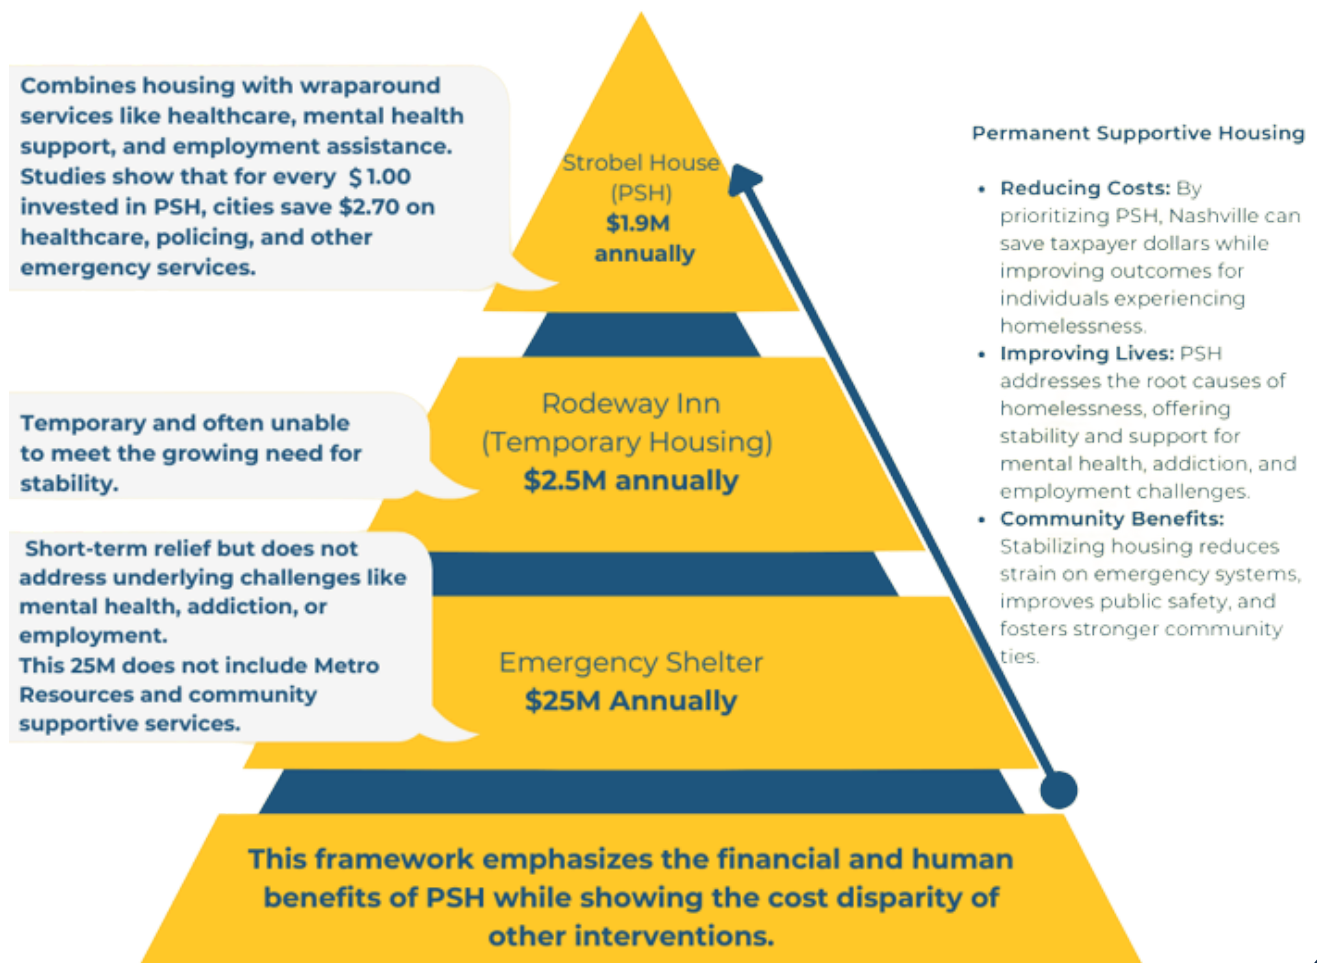 Combines housing with wraparound
services like healthcare, mental health
support, and employment assistance.
Studies show that for every $1.00
invested in PSH, cities save $2.70 on
healthcare, policing, and other
emergency services.
Strobel House
(PSH)
$1.9M
annually
Temporary and often unable
to meet the growing need for
stability.
Rodeway Inn
(Temporary Housing)
$2.5M annually
Short-term relief but does not
address underlying challenges like
mental health, addiction, or
employment.
This 25M does not include Metro
Resources and community
supportive services.
Emergency Shelter
$25M Annually
This framework emphasizes the financial and human
benefits of PSH while showing the cost disparity of
other interventions.
Permanent Supportive Housing
• Reducing Costs: By
prioritizing PSH, Nashville can
save taxpayer dollars while
improving outcomes for
individuals experiencing
homelessness.
• Improving Lives: PSH
addresses the root causes of
homelessness, offering
stability and support for
mental health, addiction, and
employment challenges.
• Community Benefits:
Stabilizing housing reduces
strain on emergency systems,
improves public safety, and
fosters stronger community
ties.